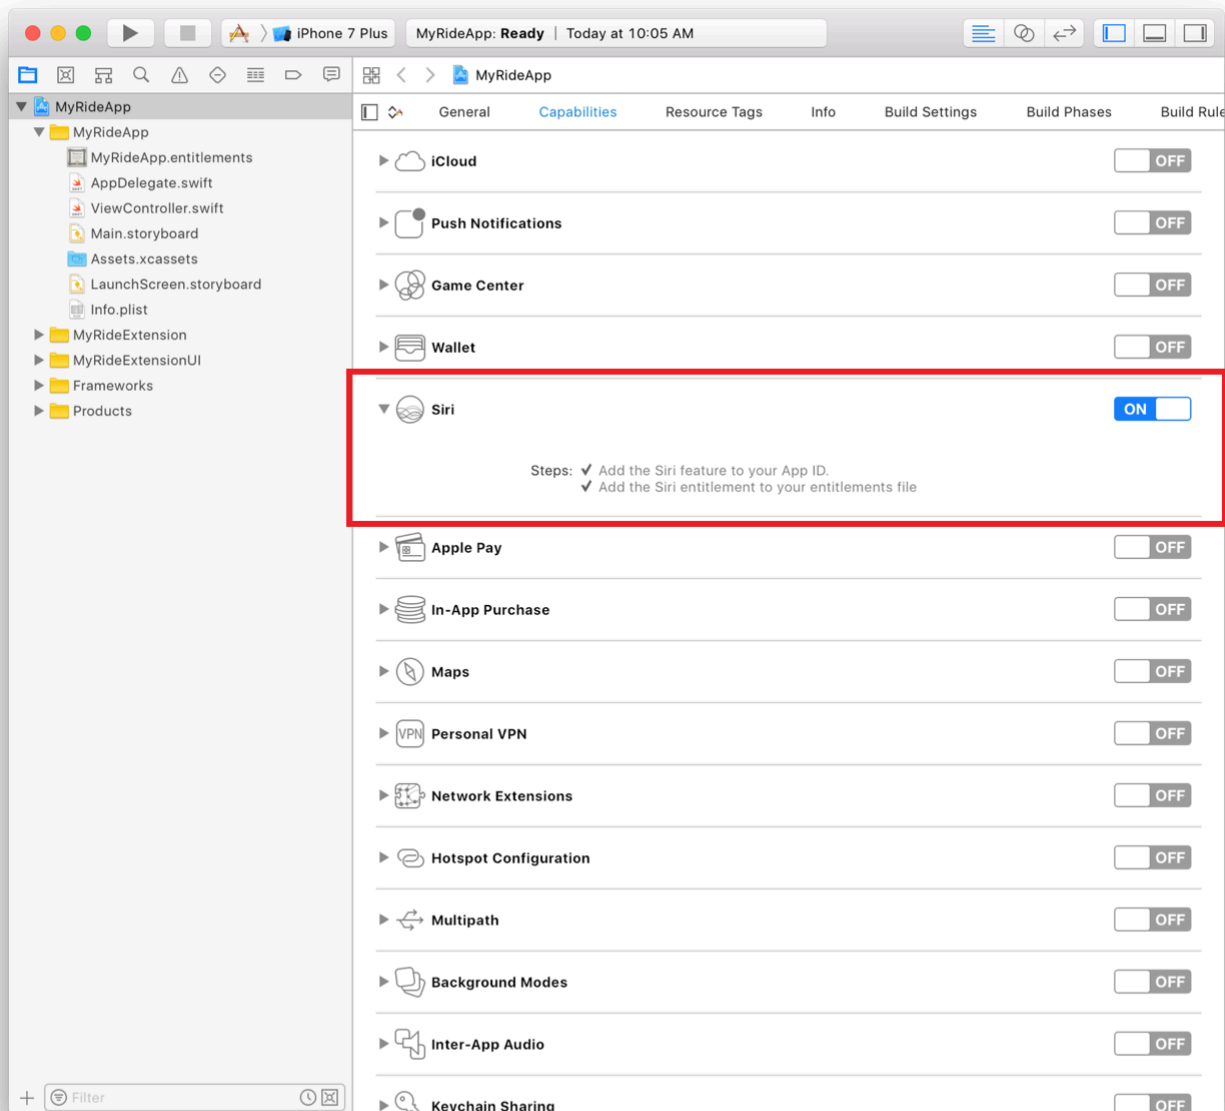 iPhone 7 Plus
MyRideApp: Ready | Today at 10:05 AM
MyRideApp
MyRideApp
MyRideApp
MyRideApp.entitlements
AppDelegate.swift
ViewController.swift
Main.storyboard
Assets.xcassets
LaunchScreen.storyboard
Info.plist
MyRideExtension
MyRideExtensionUI
Frameworks
Products
Filter
General Capabilities Resource Tags Info Build Settings Build Phases Build Rule
iCloud OFF
Push Notifications OFF
Game Center OFF
Wallet OFF
Siri ON
Steps: ✓ Add the Siri feature to your App ID.
✓ Add the Siri entitlement to your entitlements file
Apple Pay OFF
In-App Purchase OFF
Maps OFF
VPN Personal VPN OFF
Network Extensions OFF
Hotspot Configuration OFF
Multipath OFF
Background Modes OFF
Inter-App Audio OFF
Keychain Sharing OFF